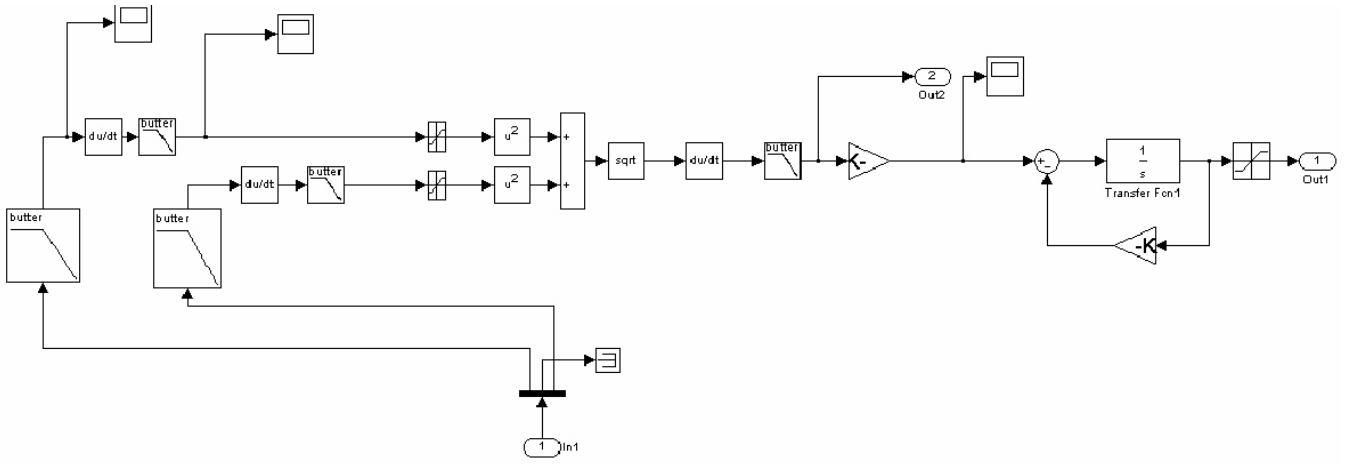 2
Out2
butter
du/dt
u²
+
sqrt
du/dt
butter
K-
+
-
1
s
Transfer Fcn1
1
Out1
butter
du/dt
u²
+
butter
butter
-K
1
In1